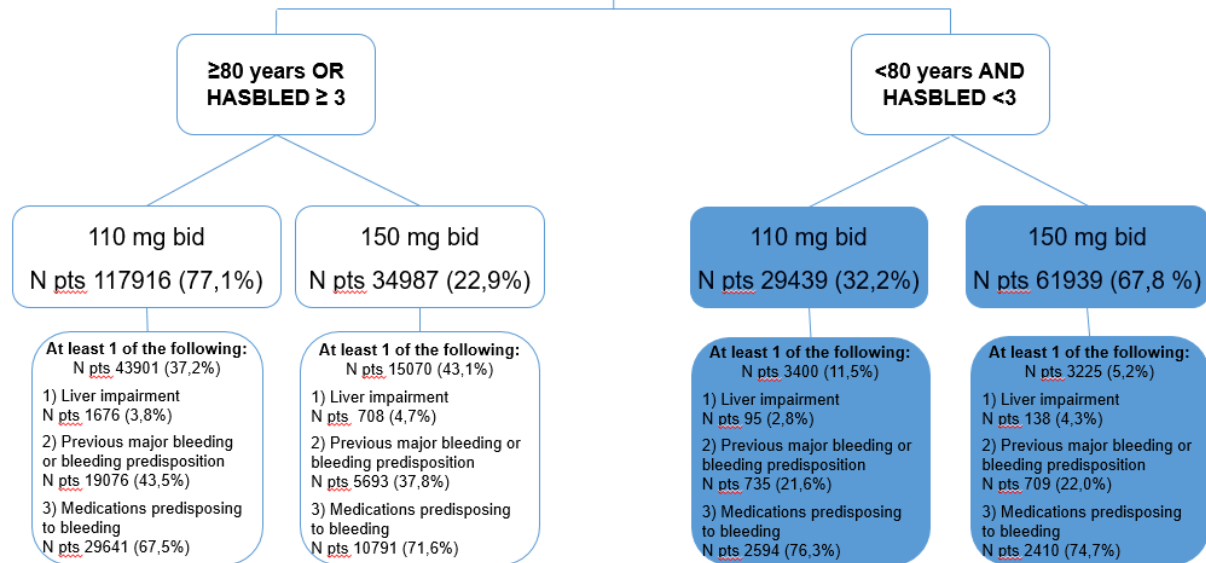 ≥80 years OR
HASBLED ≥ 3
<80 years AND
HASBLED <3
110 mg bid
N pts 117916 (77,1%)
150 mg bid
N pts 34987 (22,9%)
110 mg bid
N pts 29439 (32,2%)
150 mg bid
N pts 61939 (67,8 %)
At least 1 of the following:
N pts 43901 (37,2%)
1) Liver impairment
N pts 1676 (3,8%)
2) Previous major bleeding
or bleeding predisposition
N pts 19076 (43,5%)
3) Medications predisposing
to bleeding
N pts 29641 (67,5%)
At least 1 of the following:
N pts 15070 (43,1%)
1) Liver impairment
N pts 708 (4,7%)
2) Previous major bleeding or
bleeding predisposition
N pts 5693 (37,8%)
3) Medications predisposing
to bleeding
N pts 10791 (71,6%)
At least 1 of the following:
N pts 3400 (11,5%)
1) Liver impairment
N pts 95 (2,8%)
2) Previous major bleeding or
bleeding predisposition
N pts 735 (21,6%)
3) Medications predisposing
to bleeding
N pts 2594 (76,3%)
At least 1 of the following:
N pts 3225 (5,2%)
1) Liver impairment
N pts 138 (4,3%)
2) Previous major bleeding or
bleeding predisposition
N pts 709 (22,0%)
3) Medications predisposing
to bleeding
N pts 2410 (74,7%)